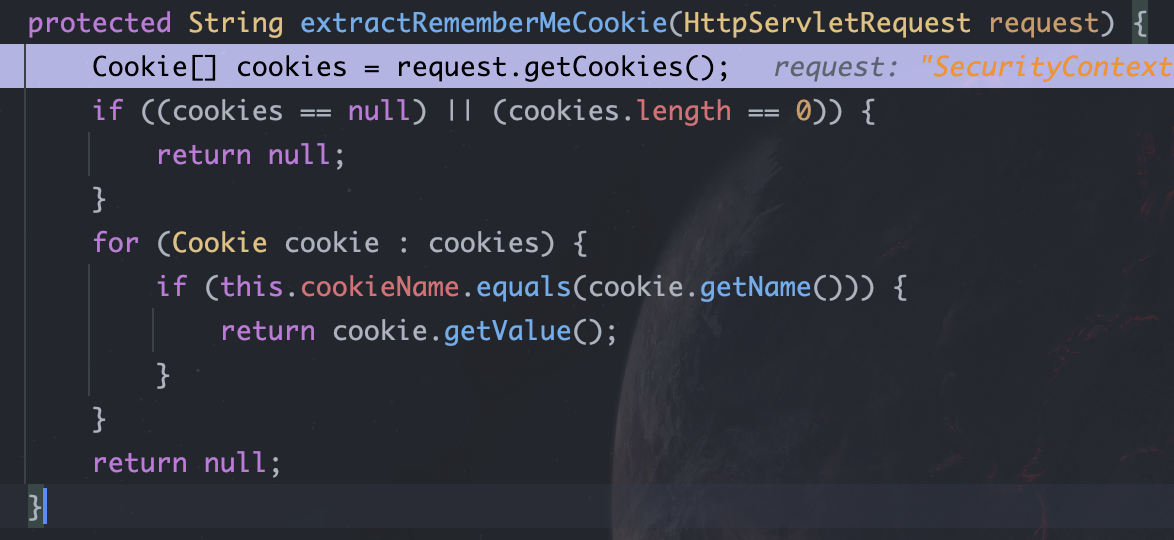 protected String extractRememberMeCookie(HttpServletRequest request) {
    Cookie[] cookies = request.getCookies();   request: "SecurityContext
    if ((cookies == null) || (cookies.length == 0)) {
        return null;
    }
    for (Cookie cookie : cookies) {
        if (this.cookieName.equals(cookie.getName())) {
            return cookie.getValue();
        }
    }
    return null;
}